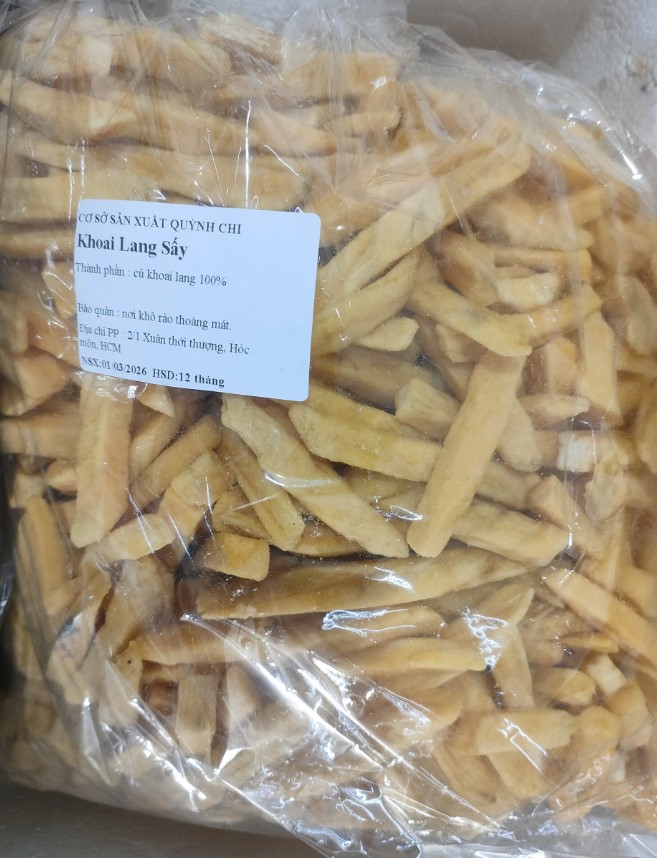 CƠ SỞ SẢN XUẤT QUỲNH CHI
Khoai Lang Sấy
Thành phần : củ khoai lang 100%
Bảo quản : nơi khô ráo thoáng mát.
Địa chỉ PP : 2/1 Xuân thới thượng, Hóc
môn, HCM
NSX:01/03/2026 HSD:12 tháng